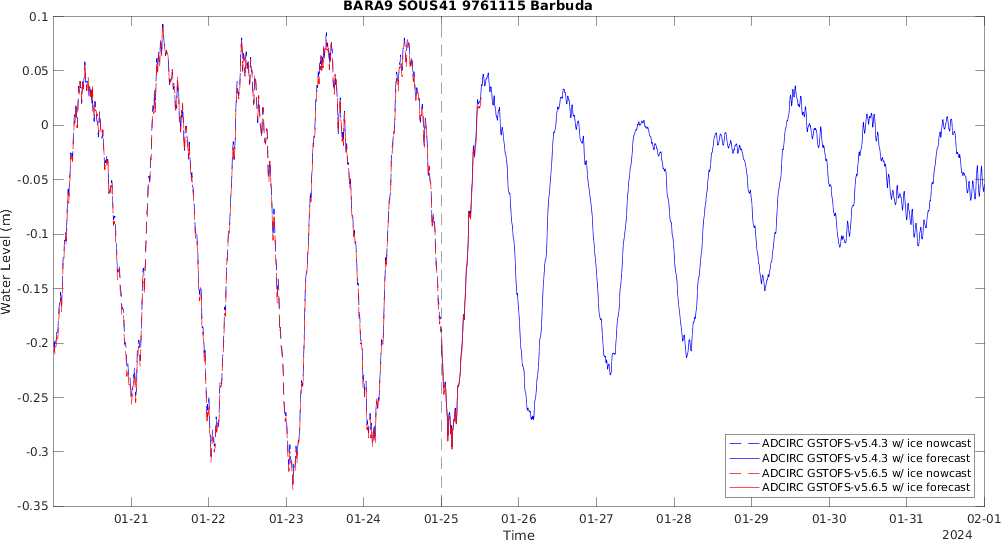 BARA9 SOUS41 9761115 Barbuda
0.1
0.05
0
-0.05
-0.1
-0.15
-0.2
-0.25
-0.3
-0.35
Water Level (m)
01-21 01-22 01-23 01-24 01-25 01-26 01-27 01-28 01-29 01-30 01-31 02-01
Time
2024
ADCIRC GSTOFS-v5.4.3 w/ ice nowcast
ADCIRC GSTOFS-v5.4.3 w/ ice forecast
ADCIRC GSTOFS-v5.6.5 w/ ice nowcast
ADCIRC GSTOFS-v5.6.5 w/ ice forecast